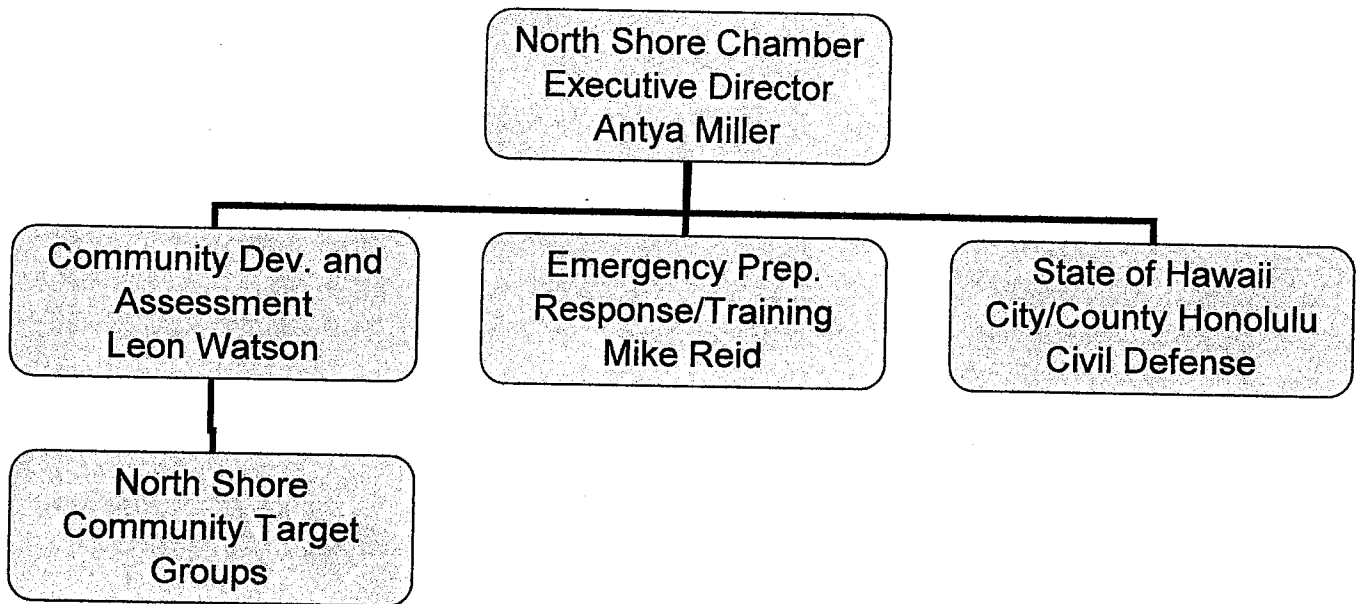 North Shore Chamber
Executive Director
Antya Miller
Community Dev. and
Assessment
Leon Watson
Emergency Prep.
Response/Training
Mike Reid
State of Hawaii
City/County Honolulu
Civil Defense
North Shore
Community Target
Groups